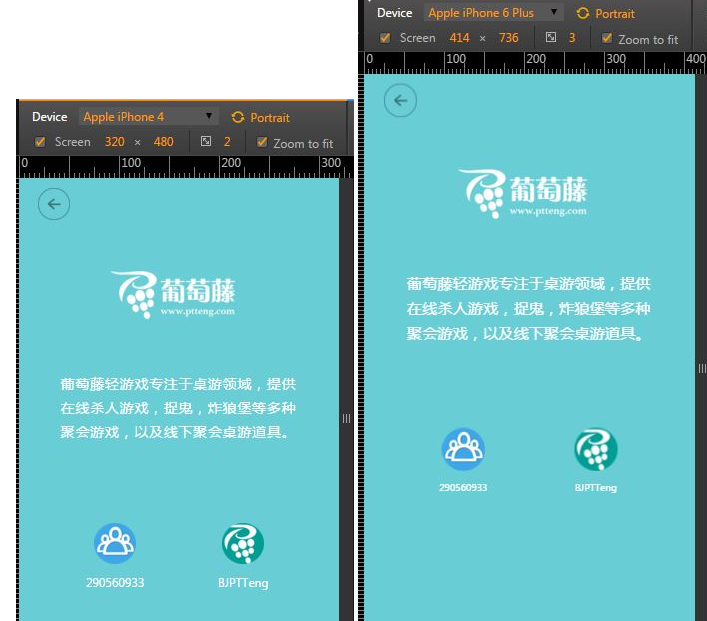 Device Apple iPhone 4 Portrait
Screen 320 × 480 2 Zoom to fit
0 100 200 300
葡萄藤
www.ptteng.com
葡萄藤轻游戏专注于桌游领域，提供
在线杀人游戏，捉鬼，炸狼堡等多种
聚会游戏，以及线下聚会桌游道具。
290560933 BJPTTeng
Device Apple iPhone 6 Plus Portrait
Screen 414 × 736 3 Zoom to fit
0 100 200 300 400
葡萄藤
www.ptteng.com
葡萄藤轻游戏专注于桌游领域，提供
在线杀人游戏，捉鬼，炸狼堡等多种
聚会游戏，以及线下聚会桌游道具。
290560933 BJPTTeng